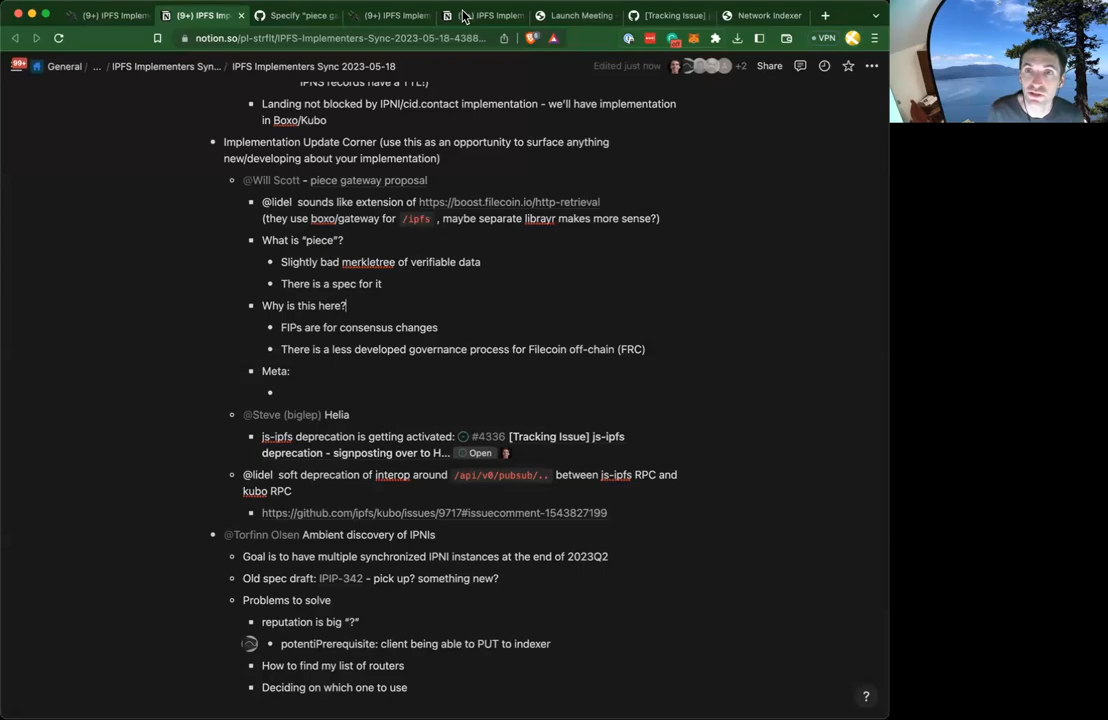 (9+) IPFS Implem
(9+) IPFS Imp
Specify "piece ga
(9+) IPFS Implem
IPFS Implem
Launch Meeting
[Tracking Issue] j
Network Indexer
notion.so/pl-strflt/IPFS-Implementers-Sync-2023-05-18-4388...
VPN
99+
General / ... / IPFS Implementers Syn... / IPFS Implementers Sync 2023-05-18
Edited just now
+2
Share
IPNS records have a TTL!)
Landing not blocked by IPNI/cid.contact implementation - we'll have implementation
in Boxo/Kubo
Implementation Update Corner (use this as an opportunity to surface anything
new/developing about your implementation)
@Will Scott - piece gateway proposal
@lidel sounds like extension of https://boost.filecoin.io/http-retrieval
(they use boxo/gateway for /ipfs , maybe separate librayr makes more sense?)
What is "piece"?
Slightly bad merkletree of verifiable data
There is a spec for it
Why is this here?
FIPs are for consensus changes
There is a less developed governance process for Filecoin off-chain (FRC)
Meta:
@Steve (biglep) Helia
js-ipfs deprecation is getting activated: #4336 [Tracking Issue] js-ipfs
deprecation - signposting over to H... Open
@lidel soft deprecation of interop around /api/v0/pubsub/.. between js-ipfs RPC and
kubo RPC
https://github.com/ipfs/kubo/issues/9717#issuecomment-1543827199
@Torfinn Olsen Ambient discovery of IPNIs
Goal is to have multiple synchronized IPNI instances at the end of 2023Q2
Old spec draft: IPIP-342 - pick up? something new?
Problems to solve
reputation is big "?"
potentiPrerequisite: client being able to PUT to indexer
How to find my list of routers
Deciding on which one to use
?